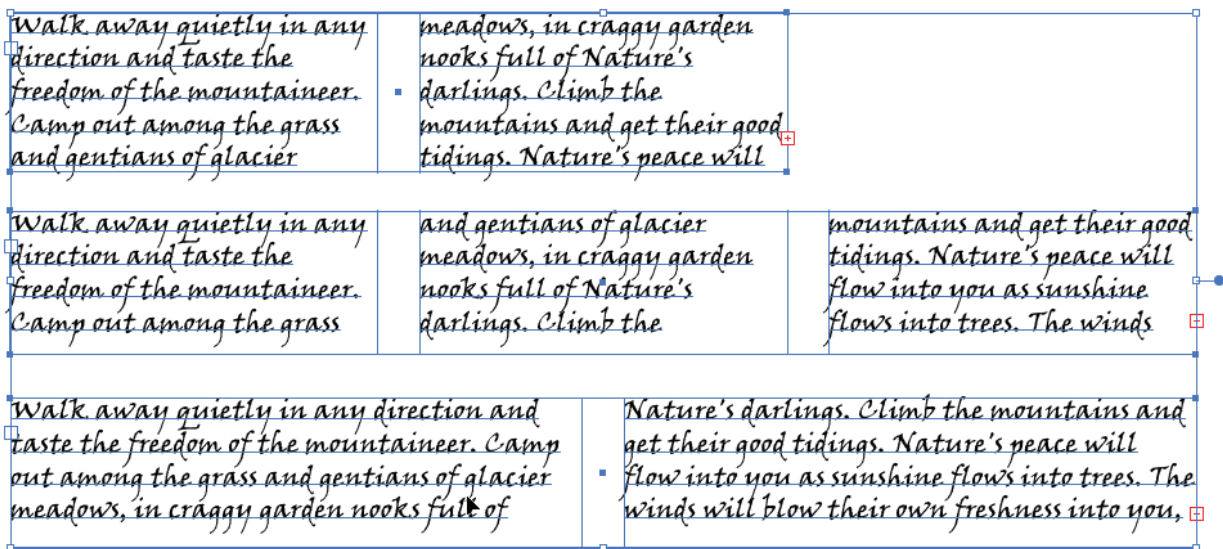 Walk away quietly in any
direction and taste the
freedom of the mountaineer.
Camp out among the grass
and gentians of glacier
meadows, in craggy garden
nooks full of Nature's
darlings. Climb the
mountains and get their good
tidings. Nature's peace will
Walk away quietly in any
direction and taste the
freedom of the mountaineer.
Camp out among the grass
and gentians of glacier
meadows, in craggy garden
nooks full of Nature's
darlings. Climb the
mountains and get their good
tidings. Nature's peace will
flow into you as sunshine
flows into trees. The winds
Walk away quietly in any direction and
taste the freedom of the mountaineer. Camp
out among the grass and gentians of glacier
meadows, in craggy garden nooks full of
Nature's darlings. Climb the mountains and
get their good tidings. Nature's peace will
flow into you as sunshine flows into trees. The
winds will blow their own freshness into you,